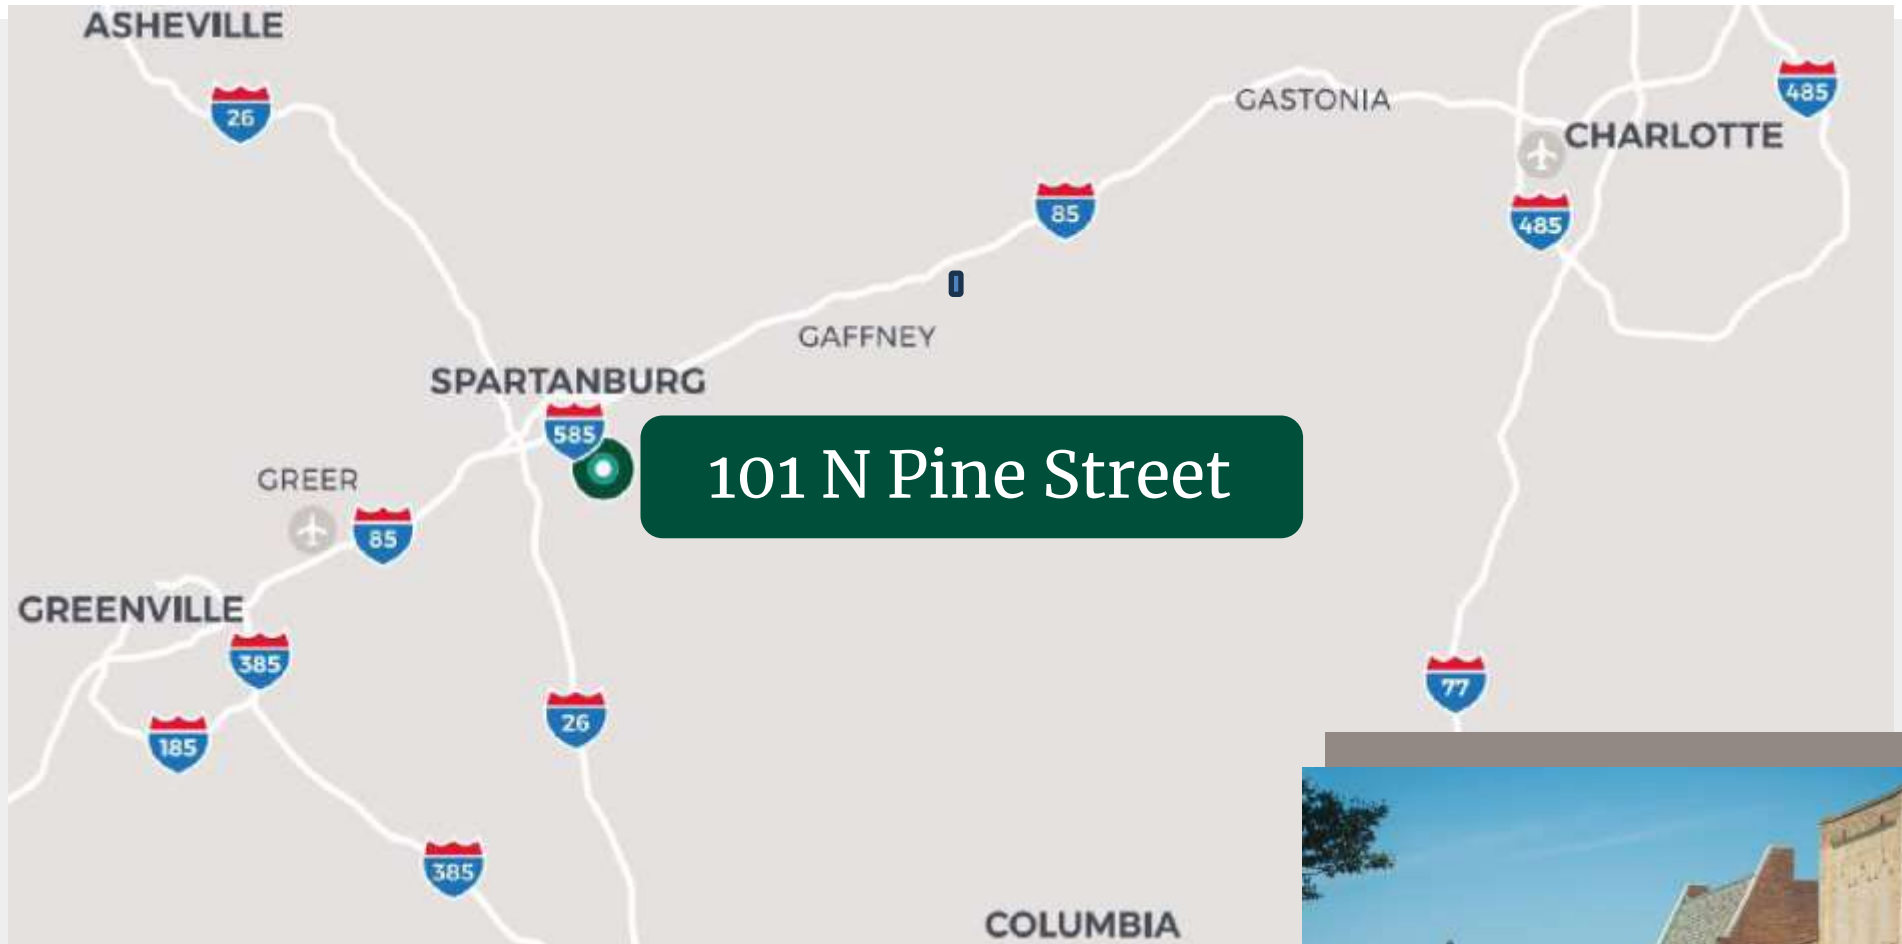 ASHEVILLE
26
GASTONIA
485
CHARLOTTE
85
485
GAFFNEY
SPARTANBURG
585
101 N Pine Street
GREER
85
GREENVILLE
385
185
26
77
385
COLUMBIA